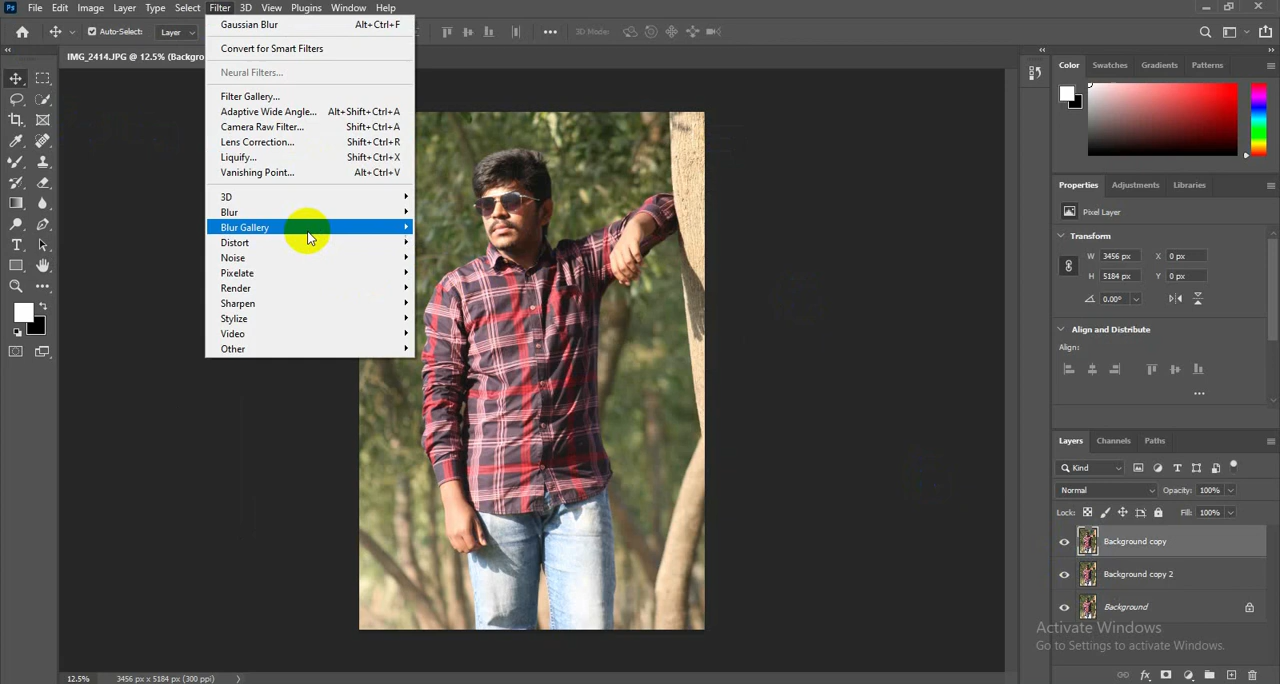 Ps File Edit Image Layer Type Select Filter 3D View Plugins Window Help
Auto-Select: Layer 3D Mode:
IMG_2414.JPG @ 12.5% (Backgro
Gaussian Blur Alt+Ctrl+F
Convert for Smart Filters
Neural Filters...
Filter Gallery...
Adaptive Wide Angle... Alt+Shift+Ctrl+A
Camera Raw Filter... Shift+Ctrl+A
Lens Correction... Shift+Ctrl+R
Liquify... Shift+Ctrl+X
Vanishing Point... Alt+Ctrl+V
3D
Blur
Blur Gallery
Distort
Noise
Pixelate
Render
Sharpen
Stylize
Video
Other
Color Swatches Gradients Patterns
Properties Adjustments Libraries
Pixel Layer
Transform
W 3456 px X 0 px
H 5184 px Y 0 px
0.00°
Align and Distribute
Align:
Layers Channels Paths
Kind
Normal Opacity: 100%
Lock: Fill: 100%
Background copy
Background copy 2
Background
Activate Windows
Go to Settings to activate Windows.
12.5% 3456 px x 5184 px (300 ppi)